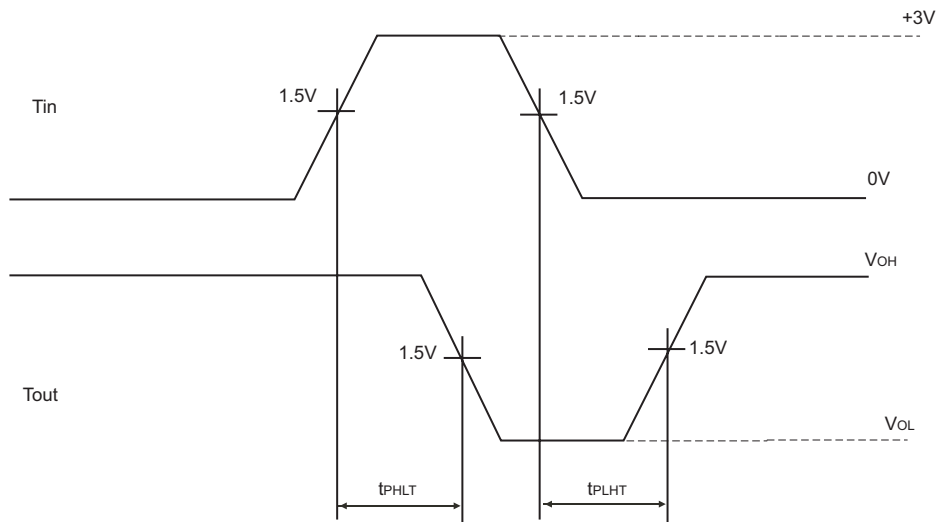 +3V
1.5V
1.5V
Tin
0V
VOH
1.5V
1.5V
Tout
VOL
tPHLT
tPLHT